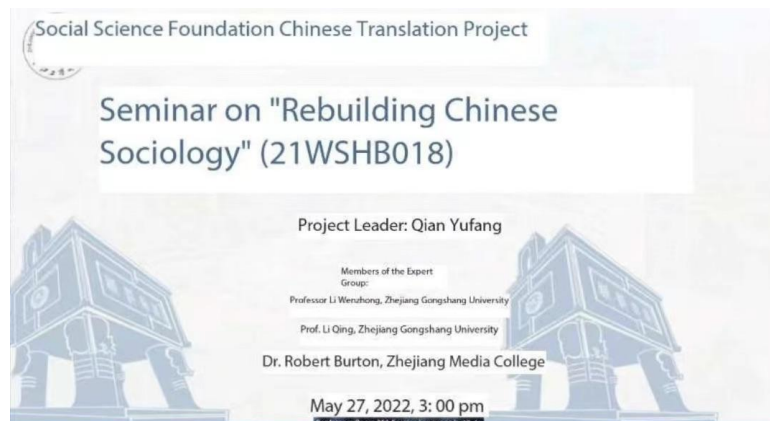 Social Science Foundation Chinese Translation Project
Seminar on "Rebuilding Chinese
Sociology" (21WSHB018)
Project Leader: Qian Yufang
Members of the Expert
Group:
Professor Li Wenzhong, Zhejiang Gongshang University
Prof. Li Qing, Zhejiang Gongshang University
Dr. Robert Burton, Zhejiang Media College
May 27, 2022, 3: 00 pm